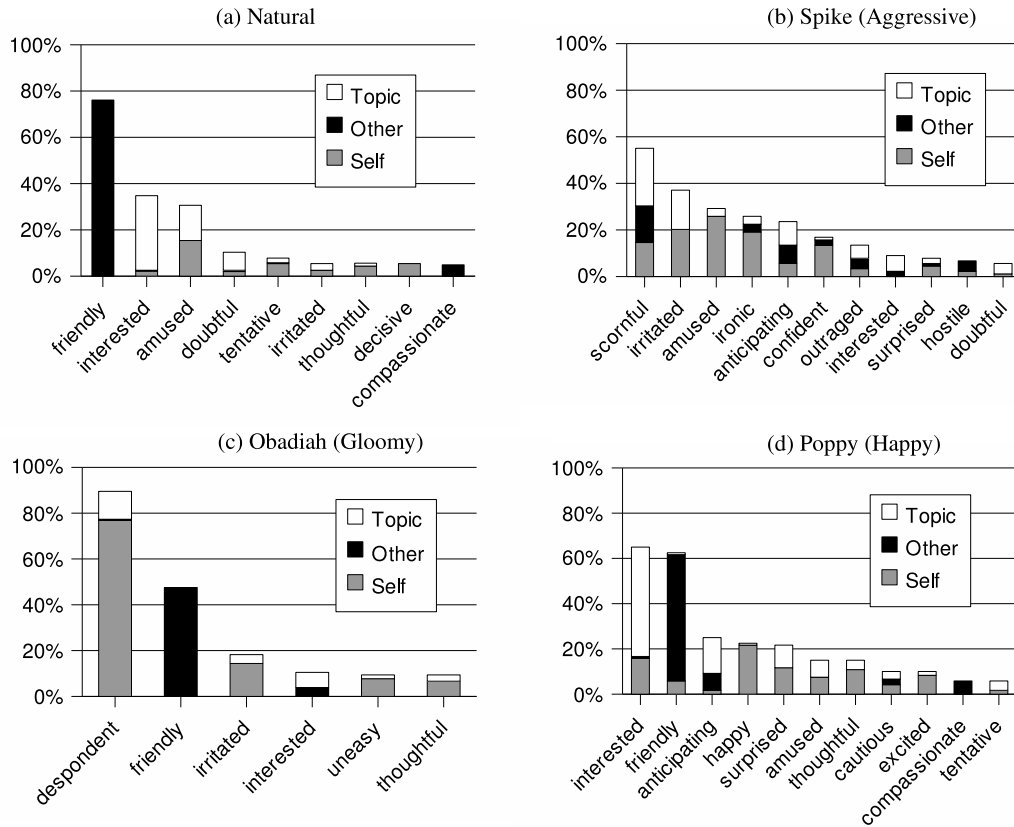 (a) Natural
100%
80%
60%
40%
20%
0%
Topic
Other
Self
friendly
interested
amused
doubtful
tentative
irritated
thoughtful
decisive
compassionate
(b) Spike (Aggressive)
100%
80%
60%
40%
20%
0%
Topic
Other
Self
scornful
irritated
amused
ironic
anticipating
confident
outraged
interested
surprised
hostile
doubtful
(c) Obadiah (Gloomy)
100%
80%
60%
40%
20%
0%
Topic
Other
Self
despondent
friendly
irritated
interested
uneasy
thoughtful
(d) Poppy (Happy)
100%
80%
60%
40%
20%
0%
Topic
Other
Self
interested
friendly
anticipating
happy
surprised
amused
thoughtful
cautious
excited
compassionate
tentative